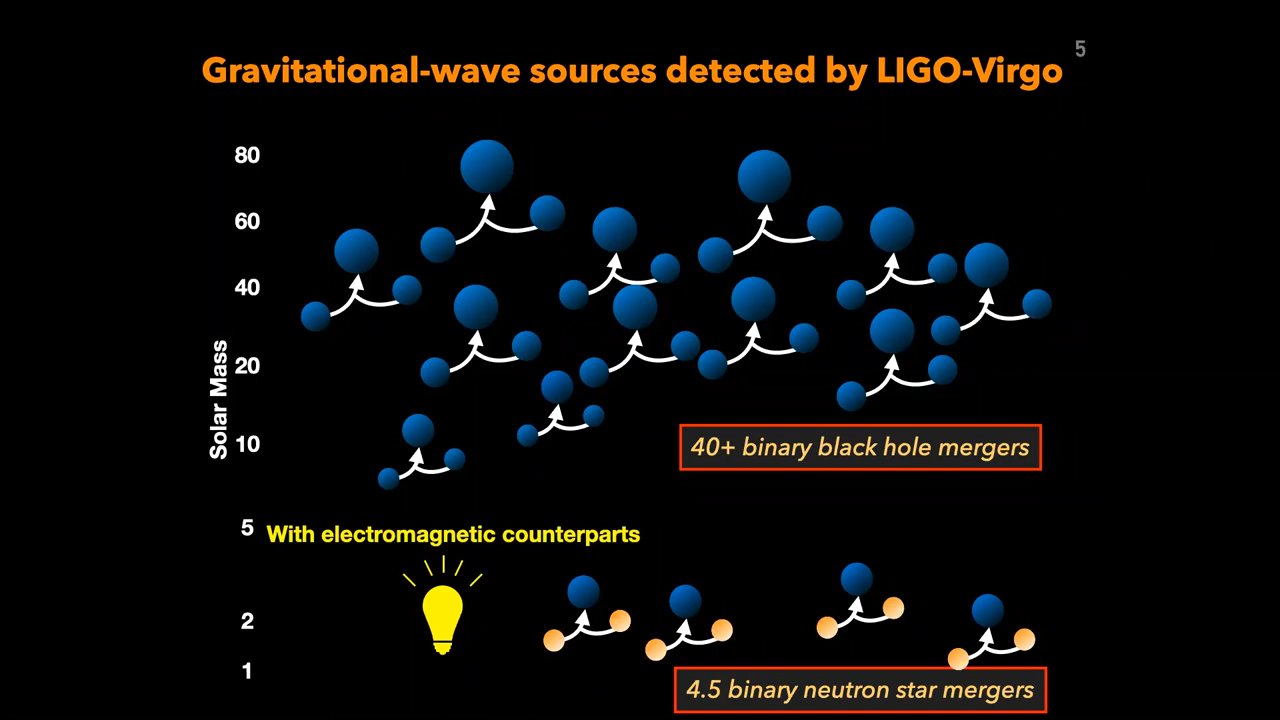 5
Gravitational-wave sources detected by LIGO-Virgo
80
60
40
20
10
5
2
1
Solar Mass
40+ binary black hole mergers
With electromagnetic counterparts
4.5 binary neutron star mergers